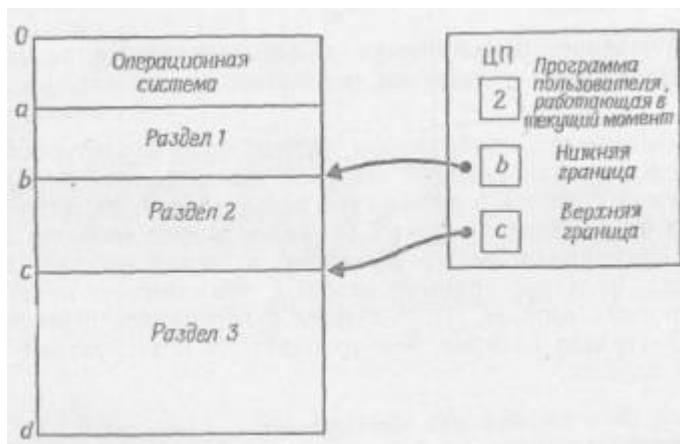 0
Операционная
система
a
Раздел 1
b
Раздел 2
c
Раздел 3
d
ЦП
2
Программа
пользователя,
работающая в
текущий момент
b
Нижняя
граница
c
Верхняя
граница